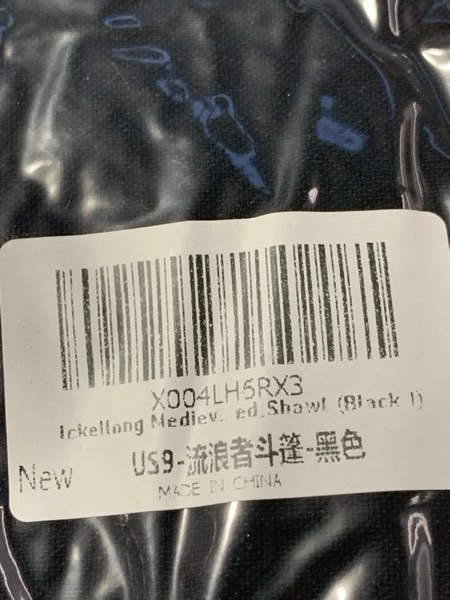 X004LH5RX3
Ickellong Mediev...ed.Shawl (Black 1)
New
US9-流浪者斗篷-黑色
MADE IN CHINA